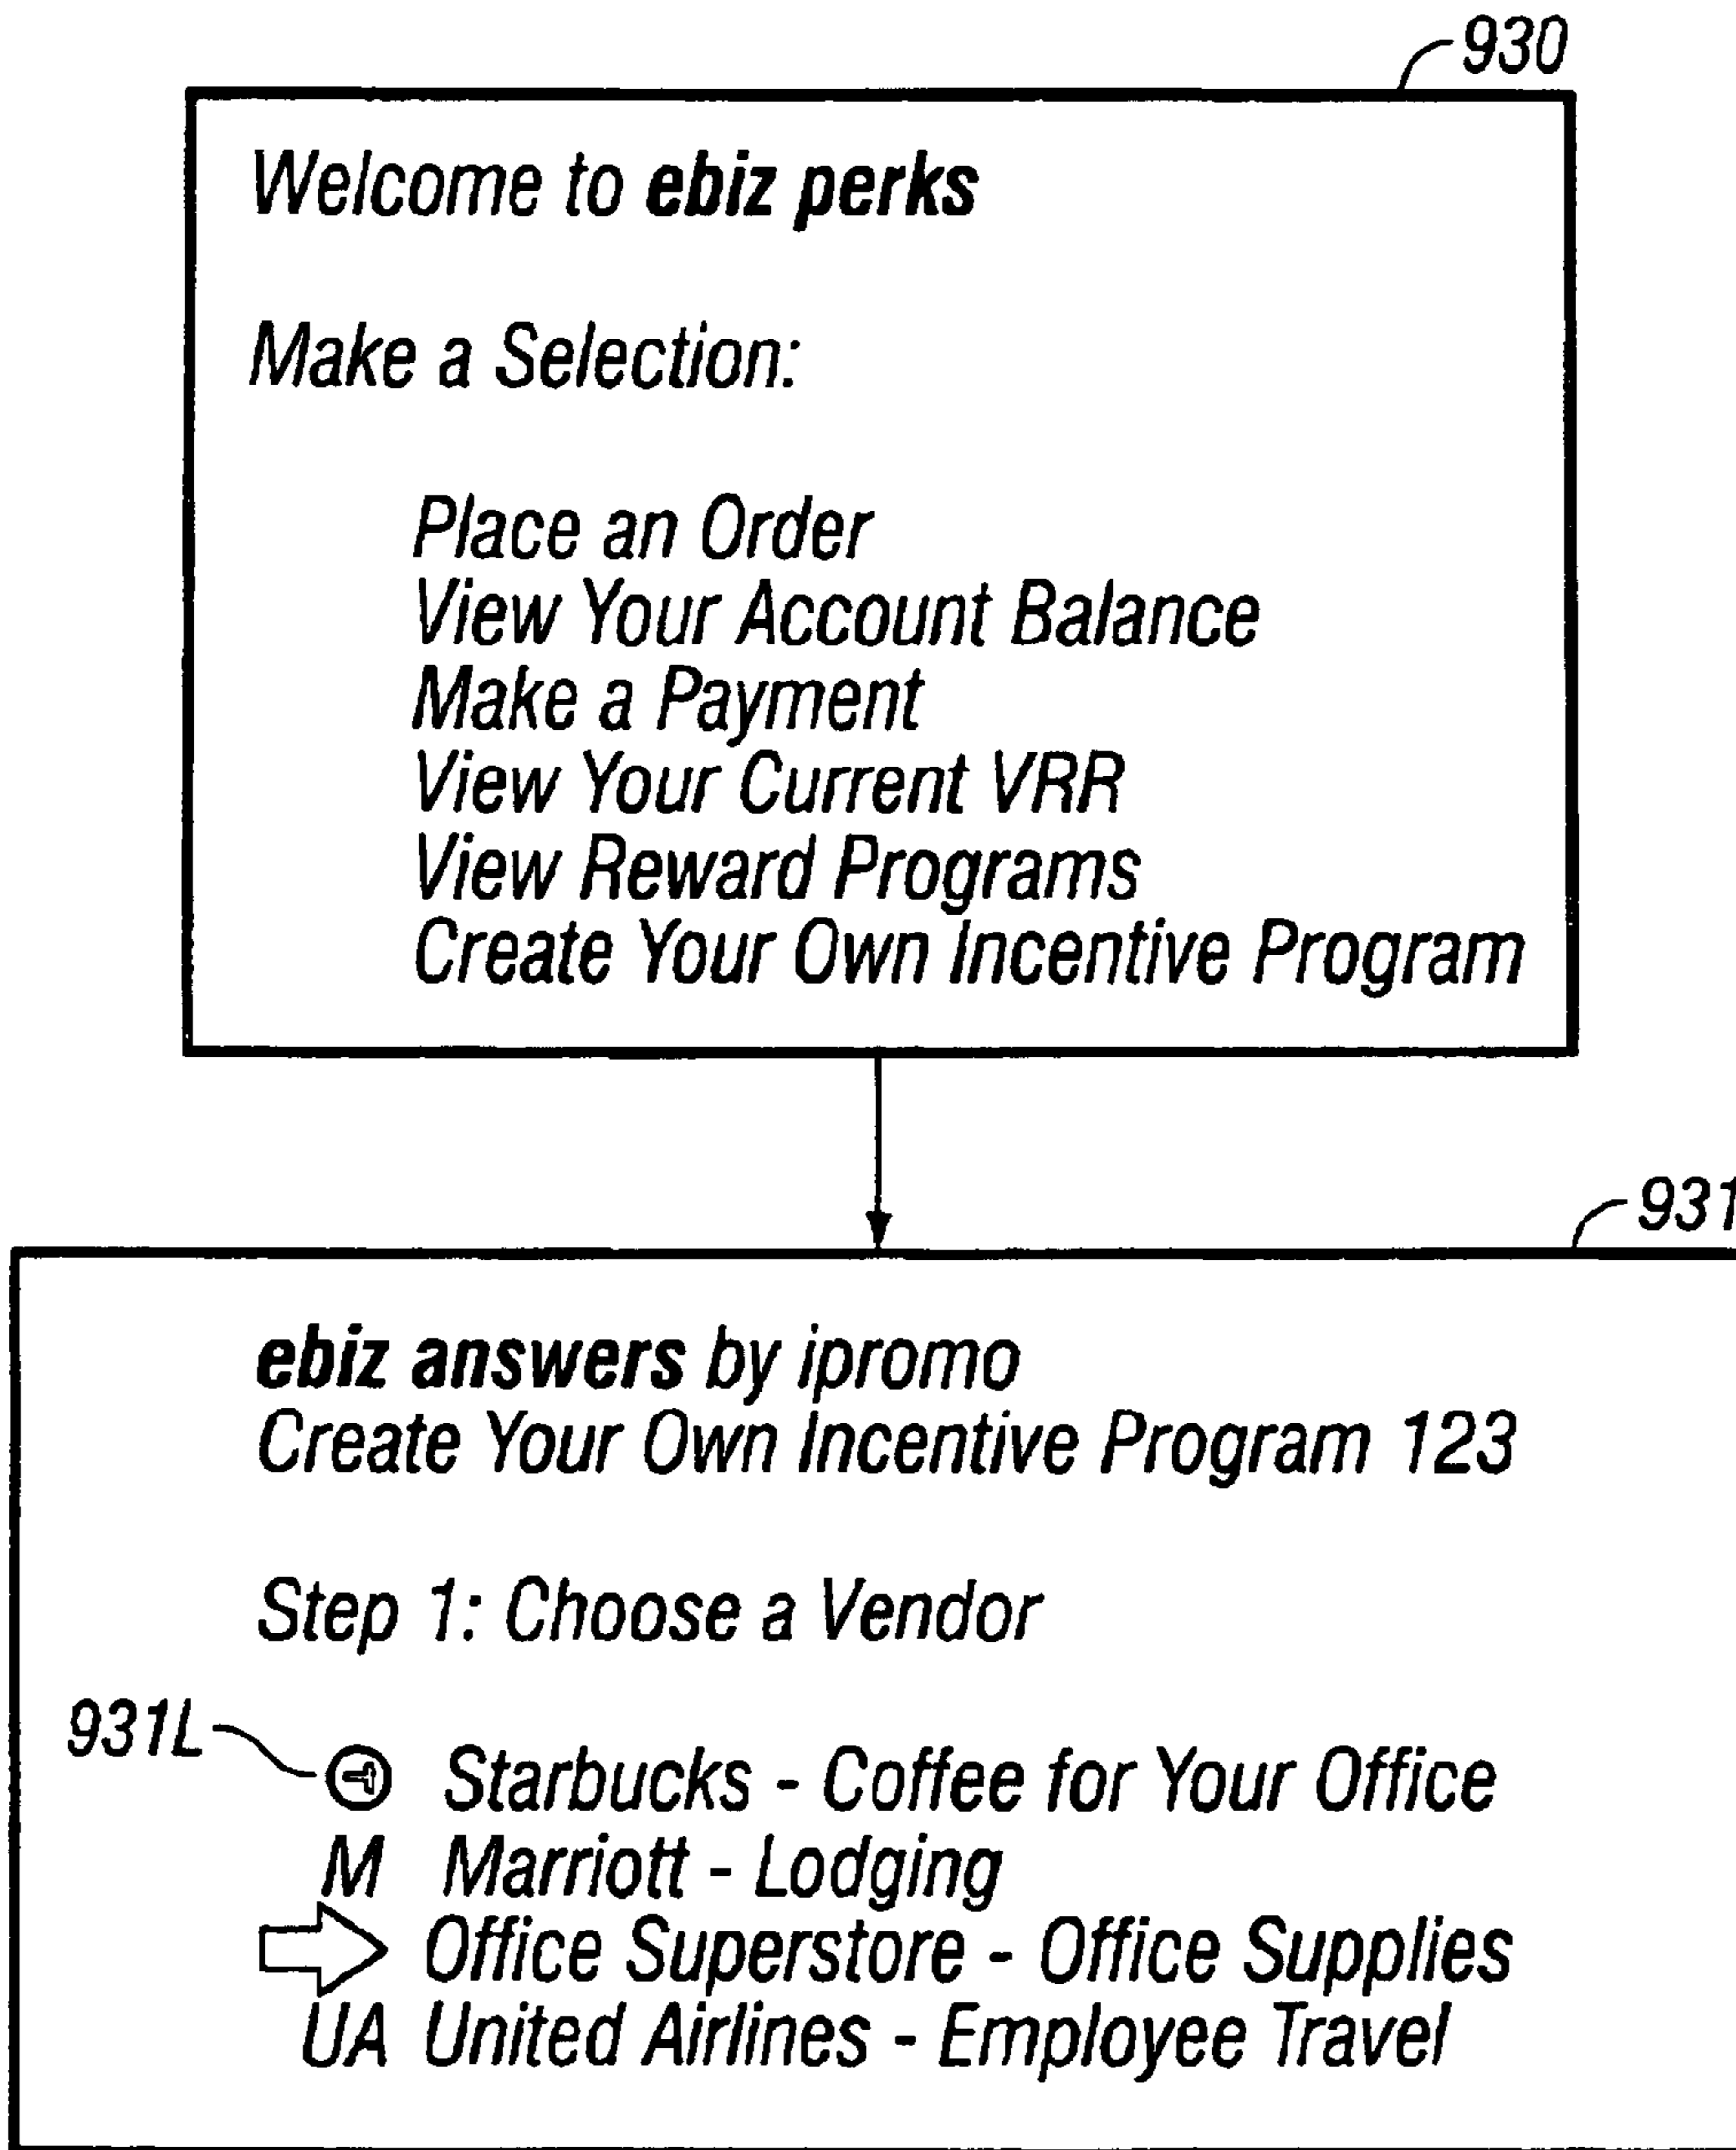 930
Welcome to ebiz perks
Make a Selection:
Place an Order
View Your Account Balance
Make a Payment
View Your Current VRR
View Reward Programs
Create Your Own Incentive Program
931
ebiz answers by ipromo
Create Your Own Incentive Program 123
Step 1: Choose a Vendor
931L
Starbucks - Coffee for Your Office
M Marriott - Lodging
Office Superstore - Office Supplies
UA United Airlines - Employee Travel